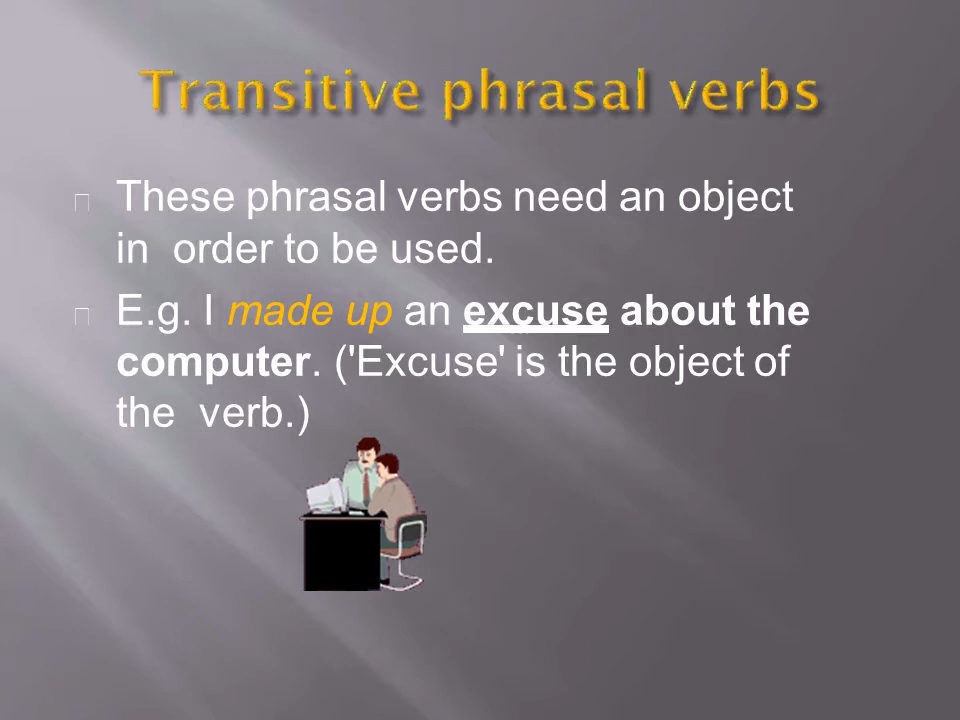 Transitive phrasal verbs
These phrasal verbs need an object
in  order to be used.
E.g. I made up an excuse about the
computer. ('Excuse' is the object of
the  verb.)